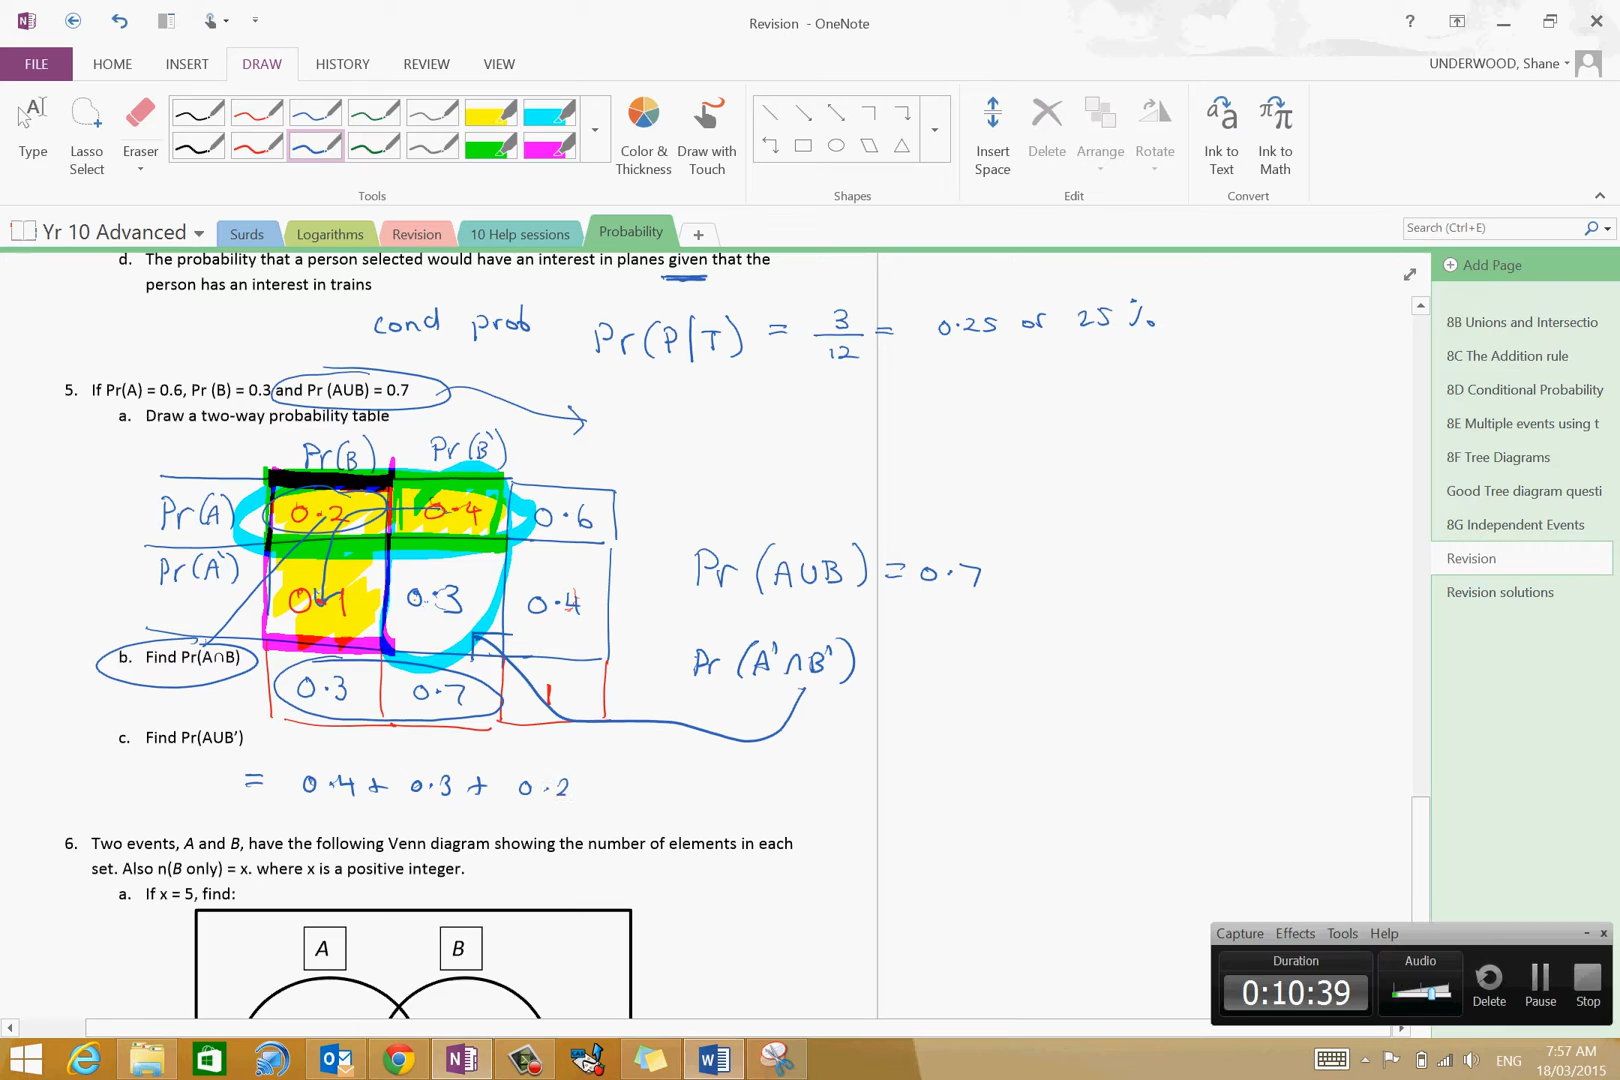 Revision - OneNote
FILE HOME INSERT DRAW HISTORY REVIEW VIEW
UNDERWOOD, Shane
Type
Lasso Select
Eraser
Color & Thickness
Draw with Touch
Insert Space
Delete
Arrange
Rotate
Ink to Text
Ink to Math
Tools
Shapes
Edit
Convert
Yr 10 Advanced
Surds
Logarithms
Revision
10 Help sessions
Probability
Search (Ctrl+E)
d. The probability that a person selected would have an interest in planes given that the
person has an interest in trains
cond prob Pr(P|T) = 3/12 = 0.25 or 25 %
5. If Pr(A) = 0.6, Pr (B) = 0.3 and Pr (AUB) = 0.7
a. Draw a two-way probability table
Pr(B) Pr(B')
Pr(A) 0.2 0.4 0.6
Pr(A') 0.1 0.3 0.4
Pr (AUB) = 0.7
b. Find Pr(A∩B)
Pr (A'∩B')
0.3 0.7 1
c. Find Pr(AUB')
= 0.4 + 0.3 + 0.2
6. Two events, A and B, have the following Venn diagram showing the number of elements in each
set. Also n(B only) = x. where x is a positive integer.
a. If x = 5, find:
A B
Add Page
8B Unions and Intersectio
8C The Addition rule
8D Conditional Probability
8E Multiple events using t
8F Tree Diagrams
Good Tree diagram questi
8G Independent Events
Revision
Revision solutions
Capture Effects Tools Help
Duration
0:10:39
Audio
Delete
Pause
Stop
ENG
7:57 AM
18/03/2015